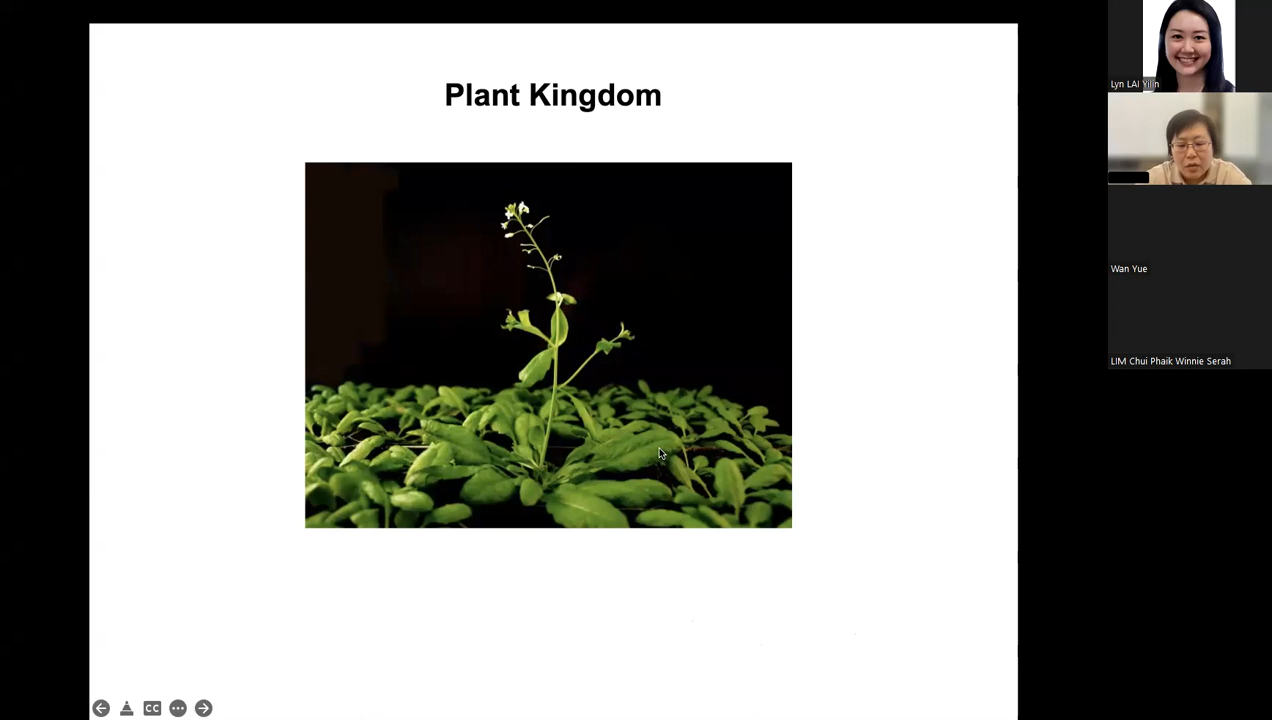 Plant Kingdom
Lyn LAI Yilin
Wan Yue
LIM Chui Phaik Winnie Serah
CC